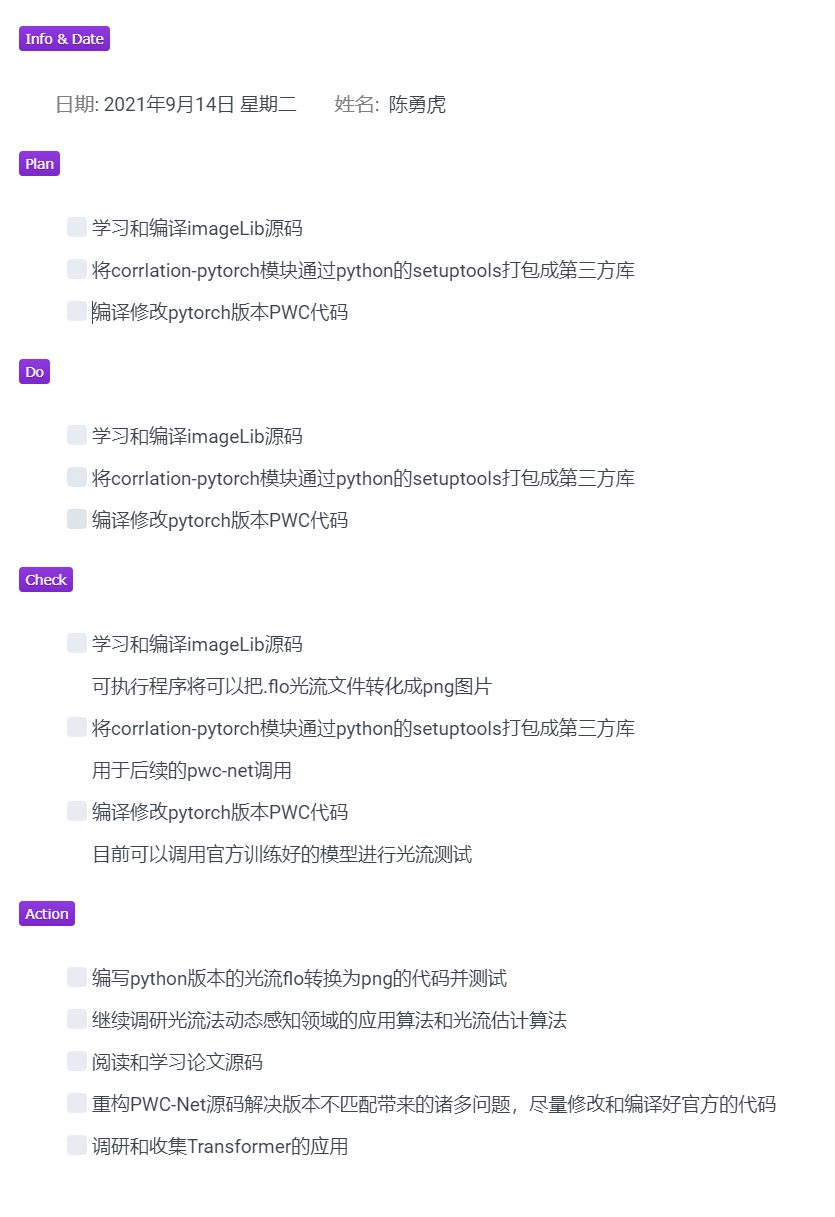 Info & Date
日期: 2021年9月14日 星期二 姓名: 陈勇虎
Plan
学习和编译imageLib源码
将corrlation-pytorch模块通过python的setuptools打包成第三方库
编译修改pytorch版本PWC代码
Do
学习和编译imageLib源码
将corrlation-pytorch模块通过python的setuptools打包成第三方库
编译修改pytorch版本PWC代码
Check
学习和编译imageLib源码
可执行程序将可以把.flo光流文件转化成png图片
将corrlation-pytorch模块通过python的setuptools打包成第三方库
用于后续的pwc-net调用
编译修改pytorch版本PWC代码
目前可以调用官方训练好的模型进行光流测试
Action
编写python版本的光流flo转换为png的代码并测试
继续调研光流法动态感知领域的应用算法和光流估计算法
阅读和学习论文源码
重构PWC-Net源码解决版本不匹配带来的诸多问题，尽量修改和编译好官方的代码
调研和收集Transformer的应用